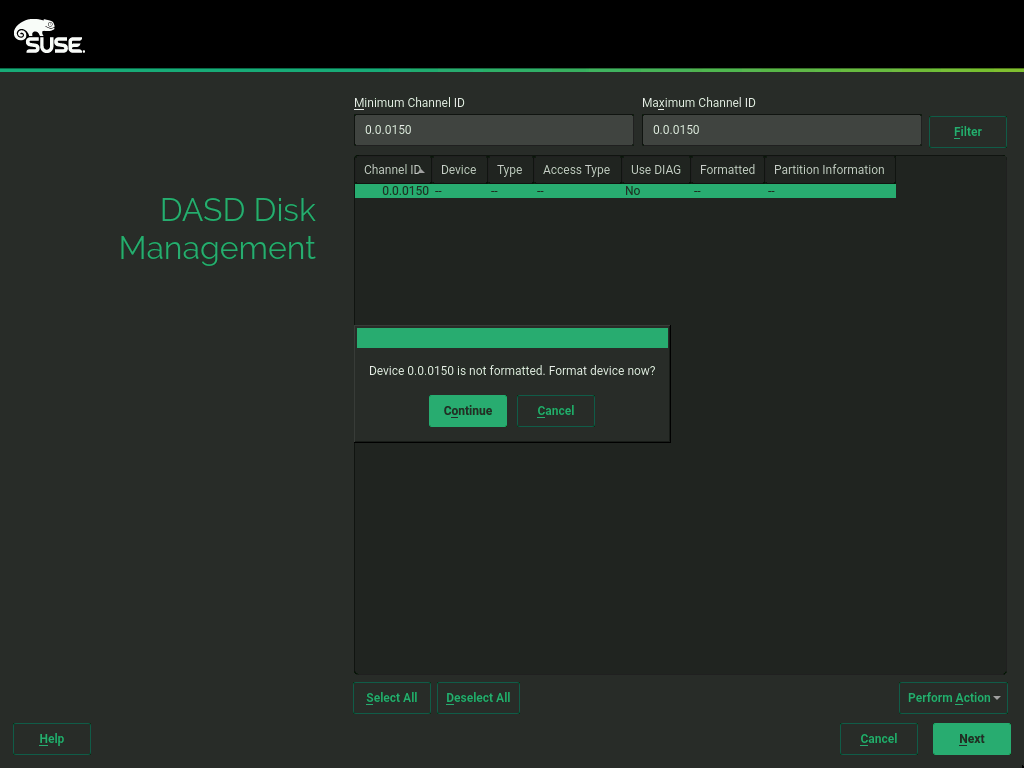 SUSE.
Minimum Channel ID Maximum Channel ID
0.0.0150 0.0.0150 Filter
Channel ID Device Type Access Type Use DIAG Formatted Partition Information
0.0.0150 -- -- -- No -- --
DASD Disk
Management
Device 0.0.0150 is not formatted. Format device now?
Continue Cancel
Select All Deselect All Perform Action
Help Cancel Next